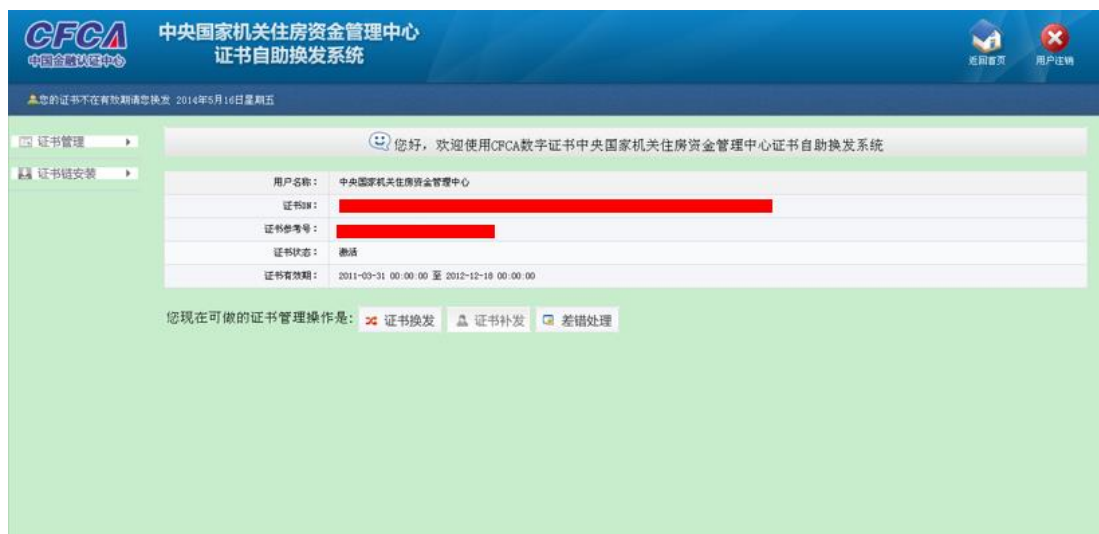 CFCA
中国金融认证中心
中央国家机关住房资金管理中心
证书自助换发系统
返回首页
用户注销
您的证书不在有效期请您换发 2014年5月16日星期五
证书管理
证书链安装
您好，欢迎使用CFCA数字证书中央国家机关住房资金管理中心证书自助换发系统
用户名称： 中央国家机关住房资金管理中心
证书DN：
证书参考号：
证书状态： 激活
证书有效期： 2011-03-31 00:00:00 至 2012-12-18 00:00:00
您现在可做的证书管理操作是： 证书换发 证书补发 差错处理